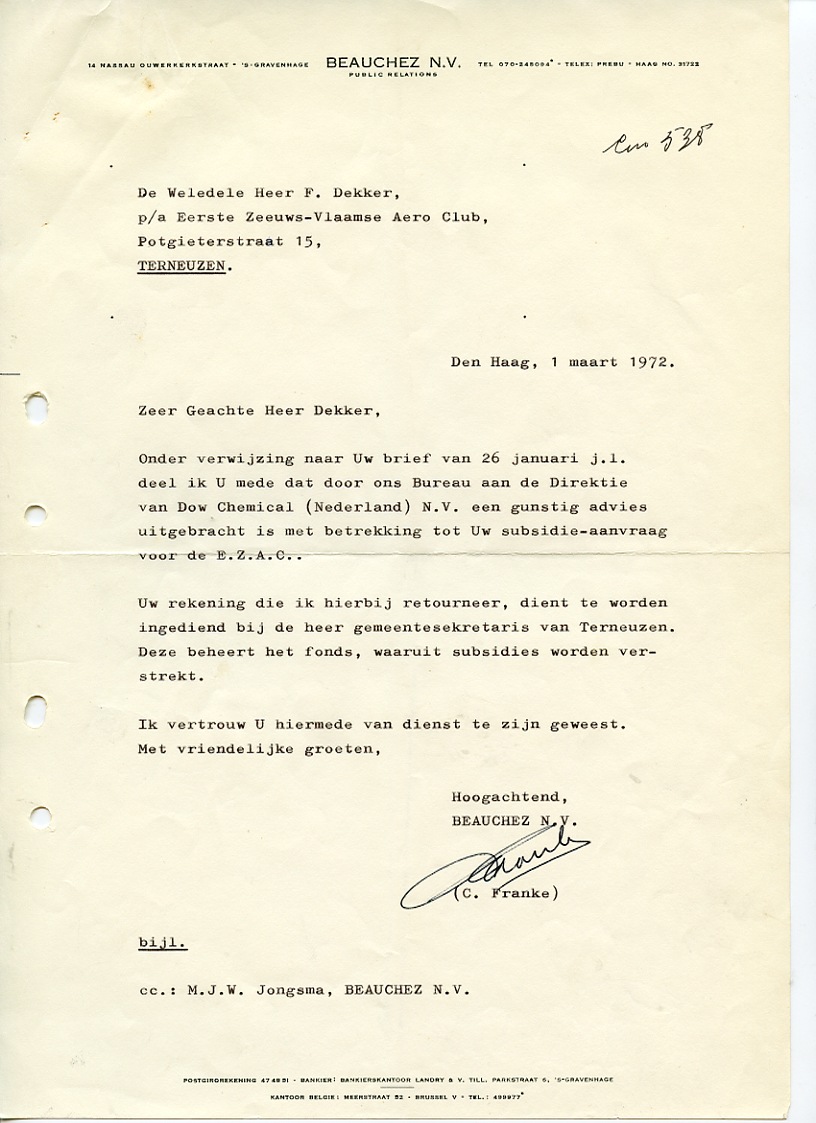 14 NASSAU OUWERKERKSTRAAT - 'S-GRAVENHAGE BEAUCHEZ N.V. TEL 070-245094* - TELEX: PREBU - HAAG NO. 31722
PUBLIC RELATIONS
538
De Weledele Heer F. Dekker,
p/a Eerste Zeeuws-Vlaamse Aero Club,
Potgieterstraat 15,
TERNEUZEN.
Den Haag, 1 maart 1972.
Zeer Geachte Heer Dekker,
Onder verwijzing naar Uw brief van 26 januari j.l.
deel ik U mede dat door ons Bureau aan de Direktie
van Dow Chemical (Nederland) N.V. een gunstig advies
uitgebracht is met betrekking tot Uw subsidie-aanvraag
voor de E.Z.A.C..
Uw rekening die ik hierbij retourneer, dient te worden
ingediend bij de heer gemeentesekretaris van Terneuzen.
Deze beheert het fonds, waaruit subsidies worden ver-
strekt.
Ik vertrouw U hiermede van dienst te zijn geweest.
Met vriendelijke groeten,
Hoogachtend,
BEAUCHEZ N.V.
(C. Franke)
bijl.
cc.: M.J.W. Jongsma, BEAUCHEZ N.V.
POSTGIROREKENING 474891 - BANKIER: BANKIERSKANTOOR LANDRY & V. TILL. PARKSTRAAT 6, 'S-GRAVENHAGE
KANTOOR BELGIE: MEERSTRAAT 52 - BRUSSEL V - TEL.: 499977*